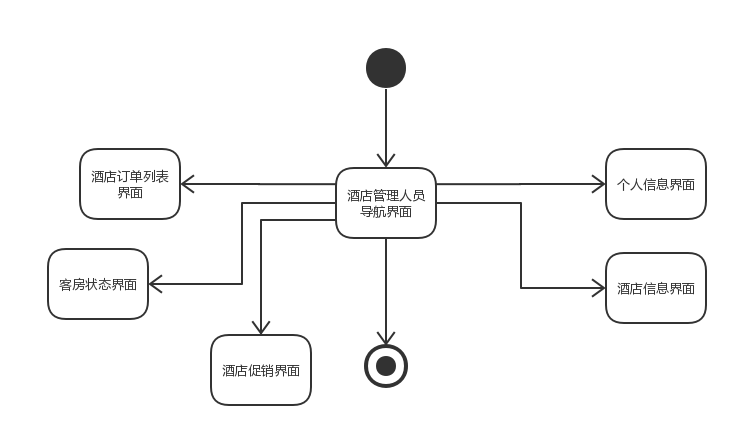 酒店订单列表
界面
酒店管理人员
导航界面
个人信息界面
客房状态界面
酒店信息界面
酒店促销界面